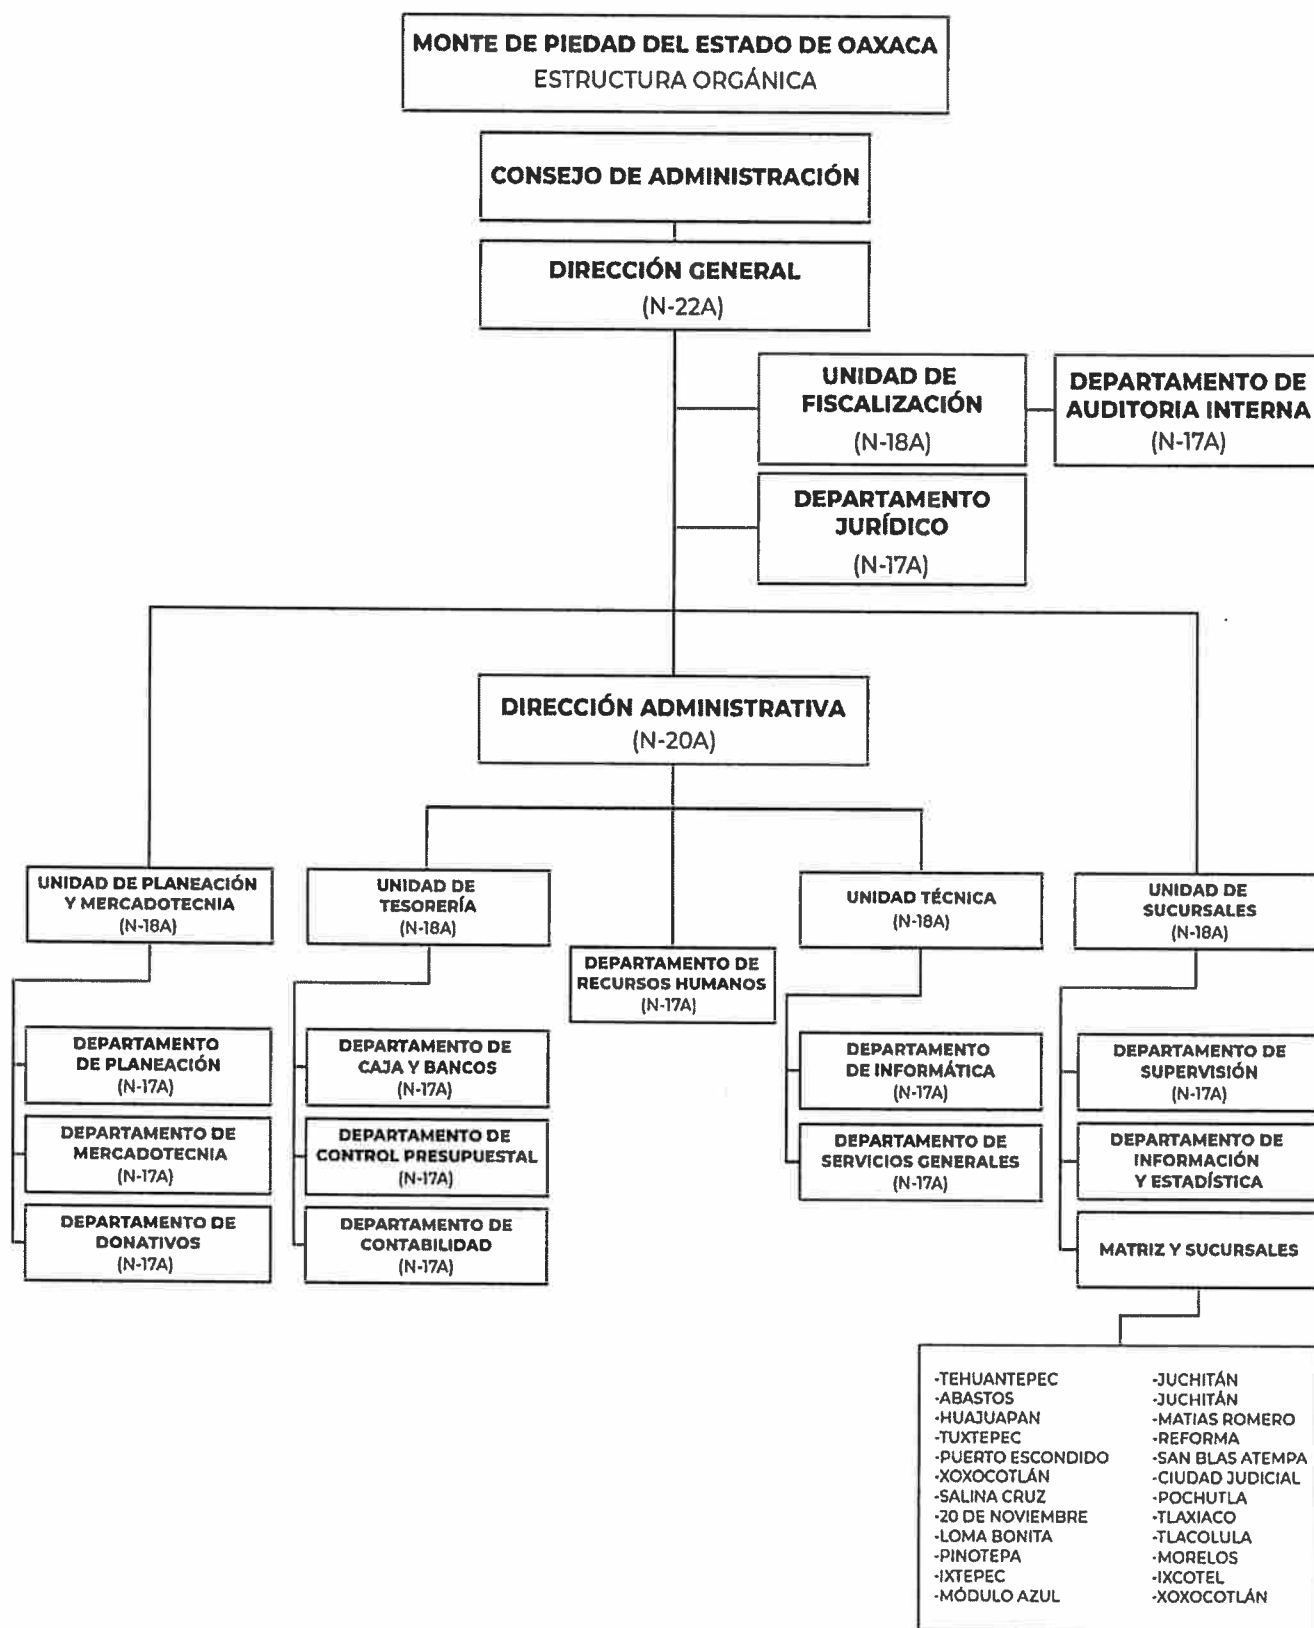 MONTE DE PIEDAD DEL ESTADO DE OAXACA
ESTRUCTURA ORGÁNICA
CONSEJO DE ADMINISTRACIÓN
DIRECCIÓN GENERAL
(N-22A)
UNIDAD DE
FISCALIZACIÓN
(N-18A)
DEPARTAMENTO DE
AUDITORIA INTERNA
(N-17A)
DEPARTAMENTO
JURÍDICO
(N-17A)
DIRECCIÓN ADMINISTRATIVA
(N-20A)
UNIDAD DE PLANEACIÓN
Y MERCADOTECNIA
(N-18A)
UNIDAD DE
TESORERÍA
(N-18A)
DEPARTAMENTO DE
RECURSOS HUMANOS
(N-17A)
UNIDAD TÉCNICA
(N-18A)
UNIDAD DE
SUCURSALES
(N-18A)
DEPARTAMENTO
DE PLANEACIÓN
(N-17A)
DEPARTAMENTO DE
MERCADOTECNIA
(N-17A)
DEPARTAMENTO DE
DONATIVOS
(N-17A)
DEPARTAMENTO DE
CAJA Y BANCOS
(N-17A)
DEPARTAMENTO DE
CONTROL PRESUPUESTAL
(N-17A)
DEPARTAMENTO DE
CONTABILIDAD
(N-17A)
DEPARTAMENTO
DE INFORMÁTICA
(N-17A)
DEPARTAMENTO DE
SERVICIOS GENERALES
(N-17A)
DEPARTAMENTO DE
SUPERVISIÓN
(N-17A)
DEPARTAMENTO DE
INFORMACIÓN
Y ESTADÍSTICA
MATRIZ Y SUCURSALES
-TEHUANTEPEC
-ABASTOS
-HUAJUAPAN
-TUXTEPEC
-PUERTO ESCONDIDO
-XOXOCOTLÁN
-SALINA CRUZ
-20 DE NOVIEMBRE
-LOMA BONITA
-PINOTEPA
-IXTEPEC
-MÓDULO AZUL
-JUCHITÁN
-JUCHITÁN
-MATIAS ROMERO
-REFORMA
-SAN BLAS ATEMPA
-CIUDAD JUDICIAL
-POCHUTLA
-TLAXIACO
-TLACOLULA
-MORELOS
-IXCOTEL
-XOXOCOTLÁN